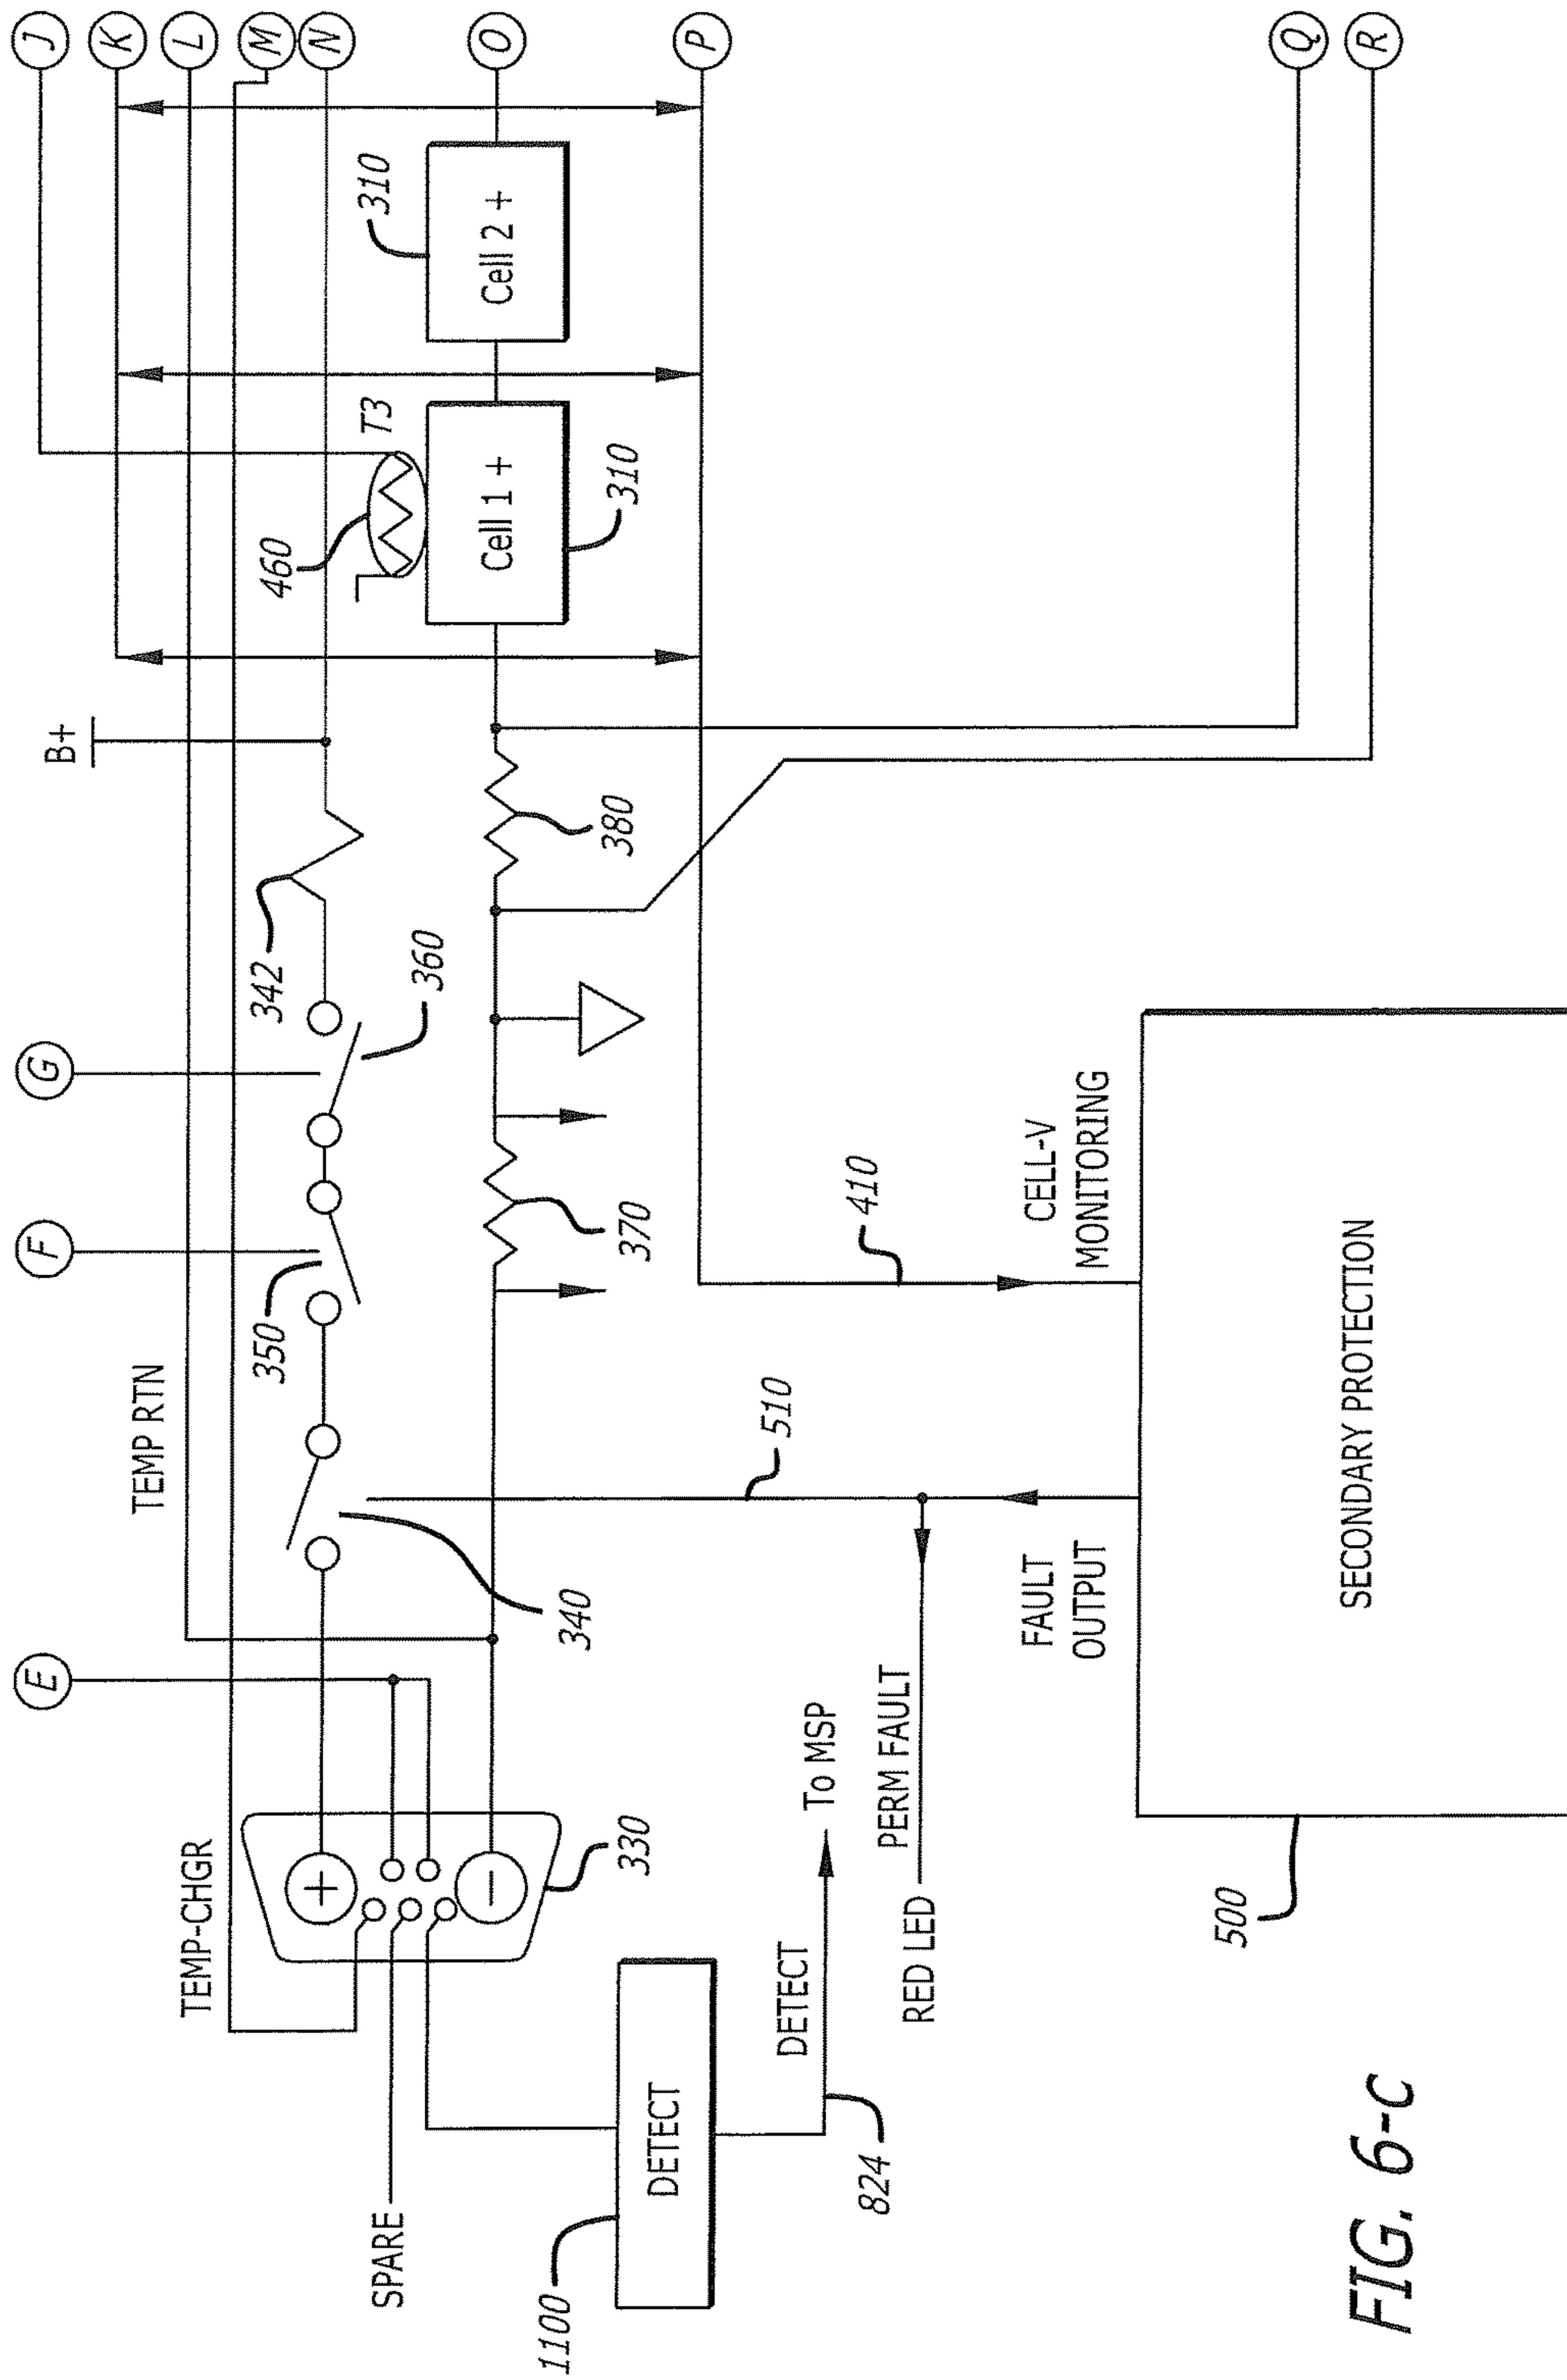 J
K
L
M
N
O
P
Q
R
E
F
G
B+
TEMP RTN
TEMP-CHGR
342
360
350
340
460
T3
310
Cell 1 +
310
Cell 2 +
310
380
370
330
SPARE
1100
DETECT
DETECT
To MSP
824
RED LED
PERM FAULT
510
410
FAULT
OUTPUT
CELL-V
MONITORING
SECONDARY PROTECTION
500
FIG. 6-C